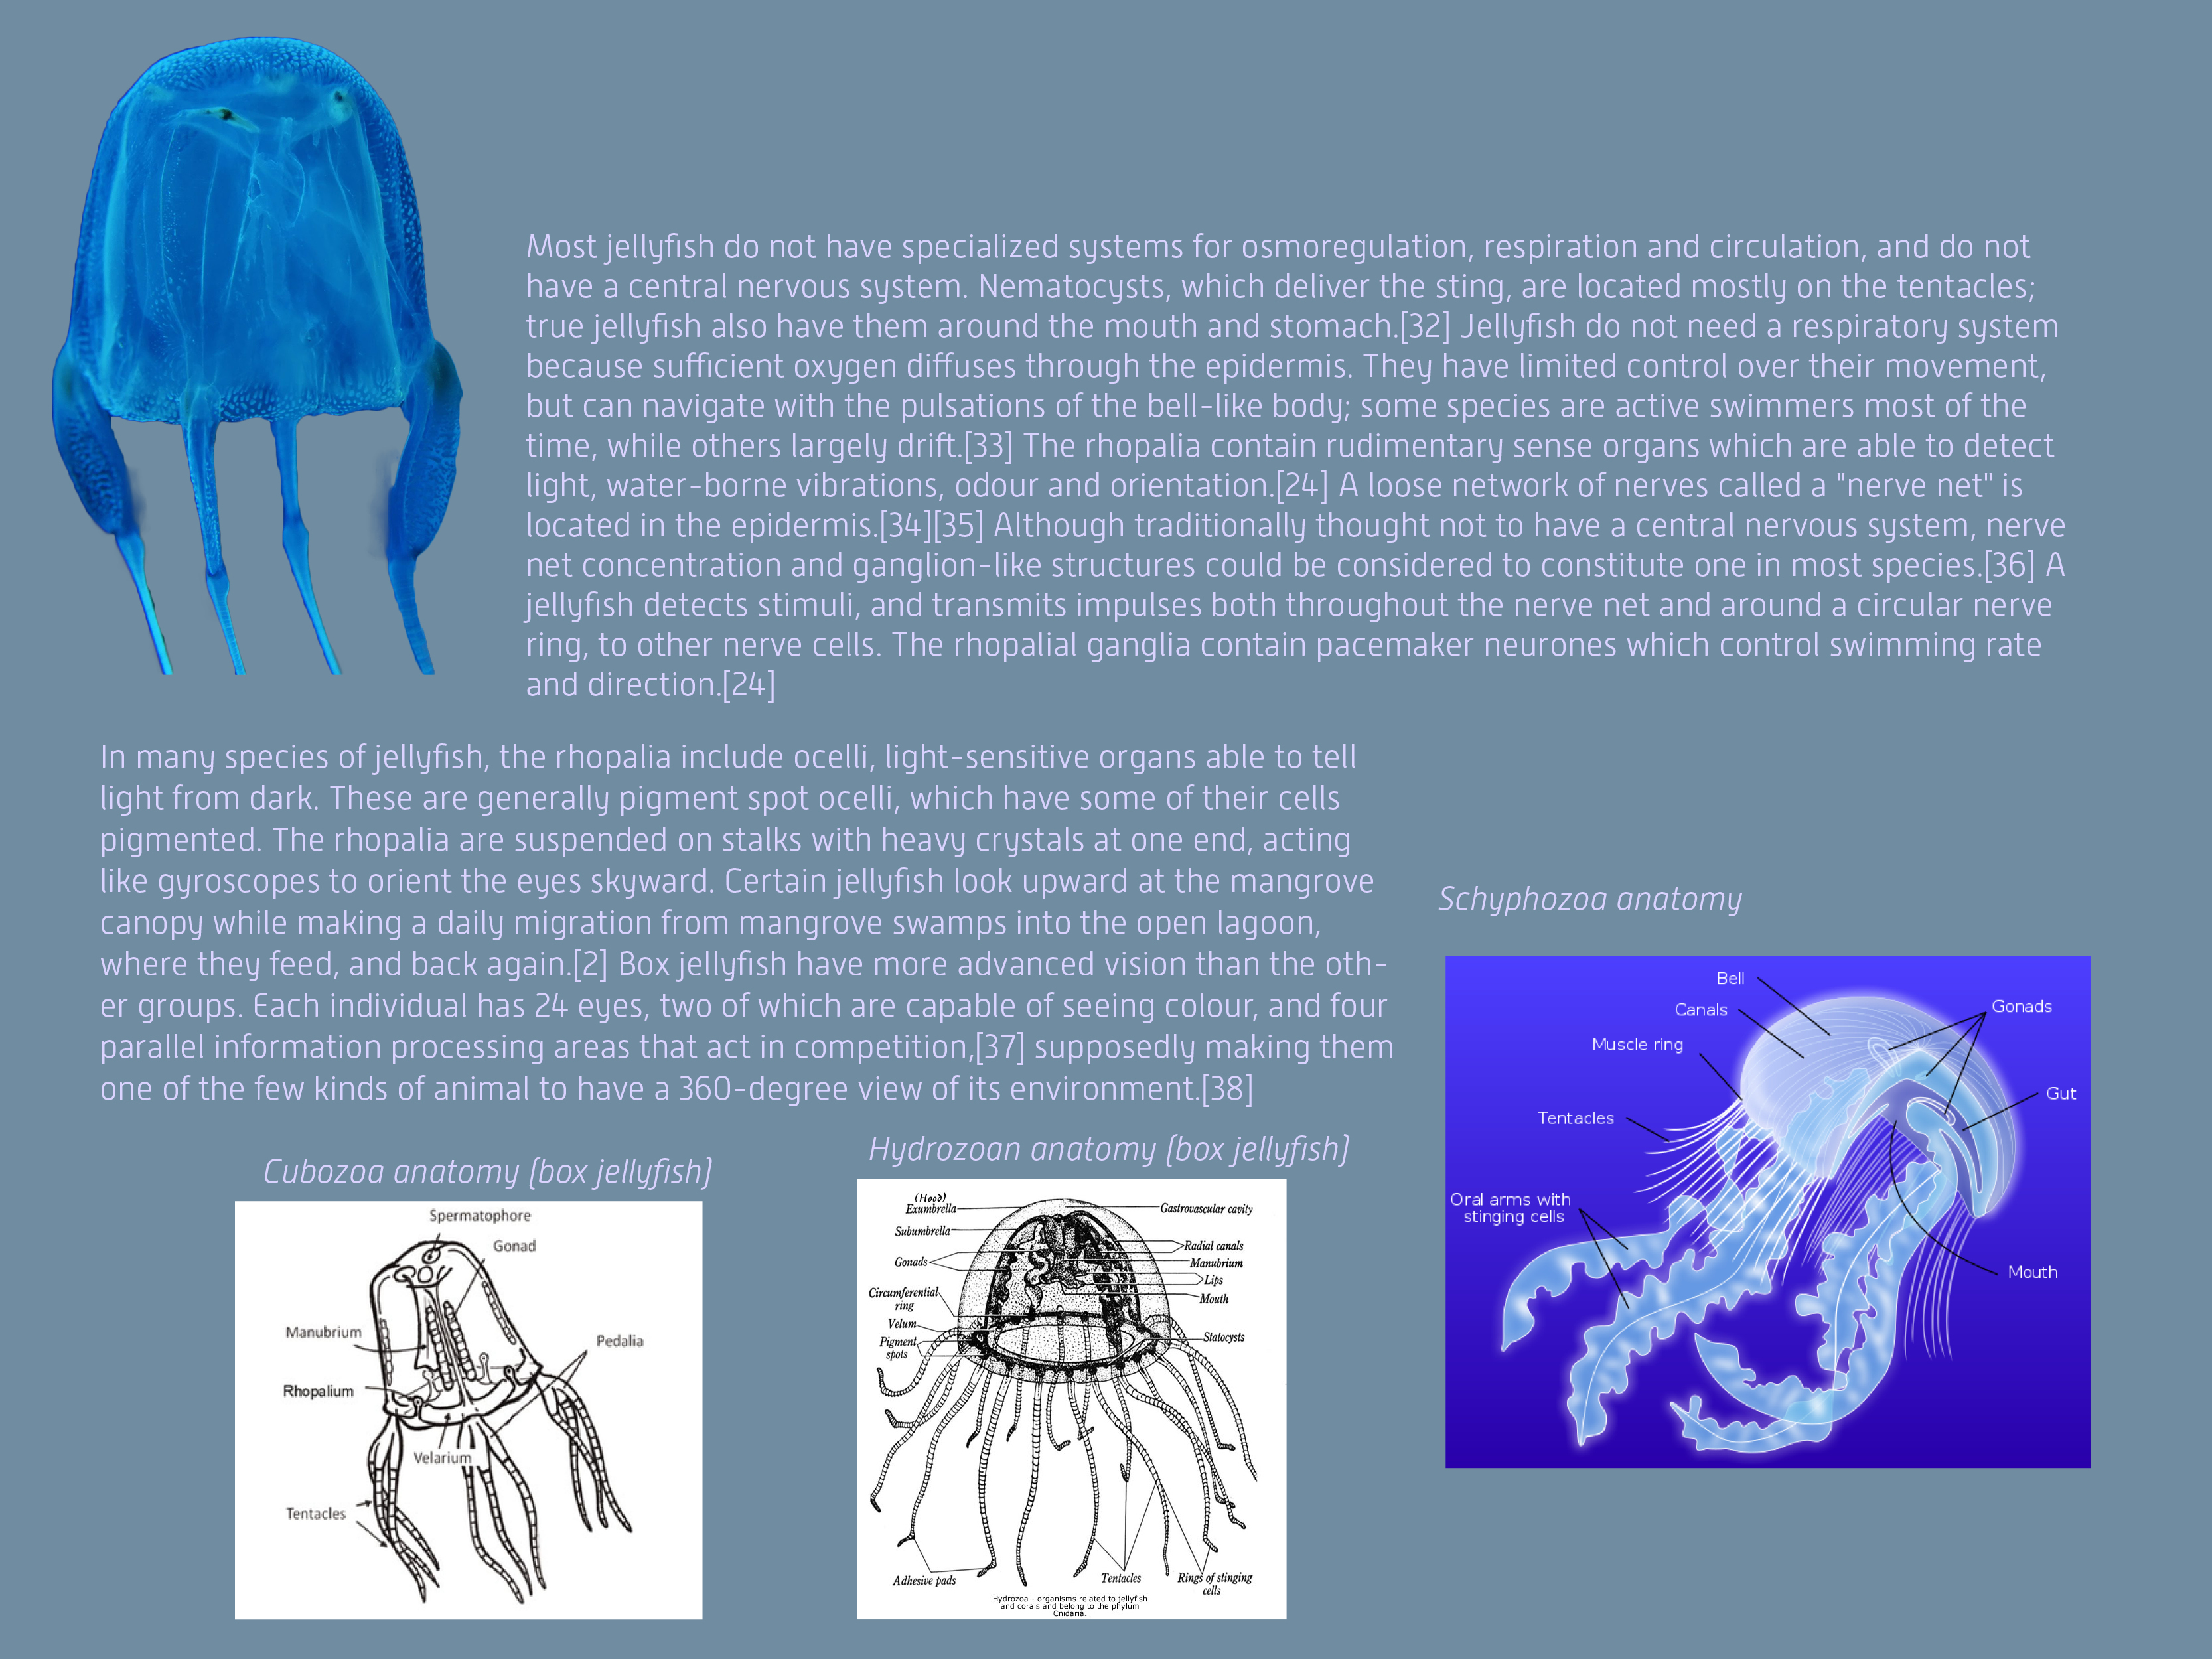 Most jellyfish do not have specialized systems for osmoregulation, respiration and circulation, and do not
have a central nervous system. Nematocysts, which deliver the sting, are located mostly on the tentacles;
true jellyfish also have them around the mouth and stomach.[32] Jellyfish do not need a respiratory system
because sufficient oxygen diffuses through the epidermis. They have limited control over their movement,
but can navigate with the pulsations of the bell-like body; some species are active swimmers most of the
time, while others largely drift.[33] The rhopalia contain rudimentary sense organs which are able to detect
light, water-borne vibrations, odour and orientation.[24] A loose network of nerves called a "nerve net" is
located in the epidermis.[34][35] Although traditionally thought not to have a central nervous system, nerve
net concentration and ganglion-like structures could be considered to constitute one in most species.[36] A
jellyfish detects stimuli, and transmits impulses both throughout the nerve net and around a circular nerve
ring, to other nerve cells. The rhopalial ganglia contain pacemaker neurones which control swimming rate
and direction.[24]
In many species of jellyfish, the rhopalia include ocelli, light-sensitive organs able to tell
light from dark. These are generally pigment spot ocelli, which have some of their cells
pigmented. The rhopalia are suspended on stalks with heavy crystals at one end, acting
like gyroscopes to orient the eyes skyward. Certain jellyfish look upward at the mangrove
canopy while making a daily migration from mangrove swamps into the open lagoon,
where they feed, and back again.[2] Box jellyfish have more advanced vision than the oth-
er groups. Each individual has 24 eyes, two of which are capable of seeing colour, and four
parallel information processing areas that act in competition,[37] supposedly making them
one of the few kinds of animal to have a 360-degree view of its environment.[38]
Cubozoa anatomy (box jellyfish)
Spermatophore
Gonad
Manubrium
Pedalia
Rhopalium
Velarium
Tentacles
Hydrozoan anatomy (box jellyfish)
(Hood)
Exumbrella
Gastrovascular cavity
Subumbrella
Radial canals
Gonads
Manubrium
Lips
Circumferential
ring
Mouth
Velum
Pigment
spots
Statocysts
Adhesive pads
Tentacles
Rings of stinging
cells
Hydrozoa - organisms related to jellyfish
and corals and belong to the phylum
Cnidaria.
Schyphozoa anatomy
Bell
Canals
Gonads
Muscle ring
Gut
Tentacles
Oral arms with
stinging cells
Mouth